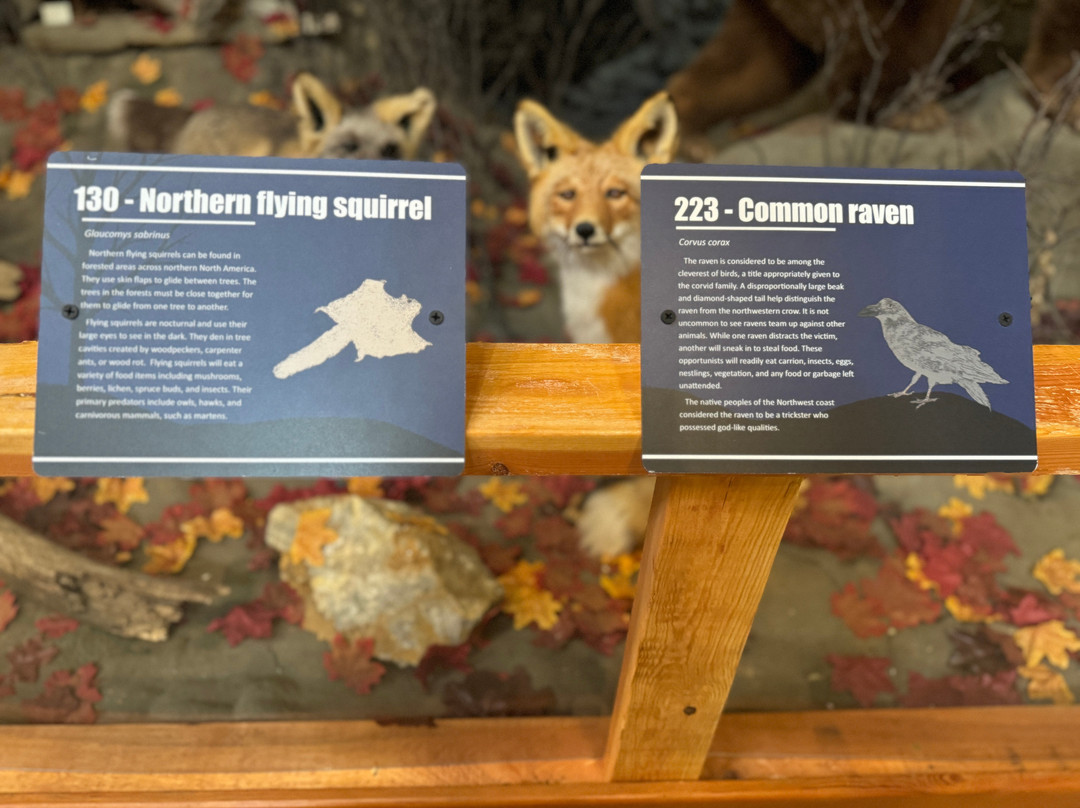 130 - Northern flying squirrel
Glaucomys sabrinus
Northern flying squirrels can be found in
forested areas across northern North America.
They use skin flaps to glide between trees. The
trees in the forests must be close together for
them to glide from one tree to another.
Flying squirrels are nocturnal and use their
large eyes to see in the dark. They den in tree
cavities created by woodpeckers, carpenter
ants, or wood rot. Flying squirrels will eat a
variety of food items including mushrooms,
berries, lichen, spruce buds, and insects. Their
primary predators include owls, hawks, and
carnivorous mammals, such as martens.
223 - Common raven
Corvus corax
The raven is considered to be among the
cleverest of birds, a title appropriately given to
the corvid family. A disproportionally large beak
and diamond-shaped tail help distinguish the
raven from the northwestern crow. It is not
uncommon to see ravens team up against other
animals. While one raven distracts the victim,
another will sneak in to steal food. These
opportunists will readily eat carrion, insects, eggs,
nestlings, vegetation, and any food or garbage left
unattended.
The native peoples of the Northwest coast
considered the raven to be a trickster who
possessed god-like qualities.